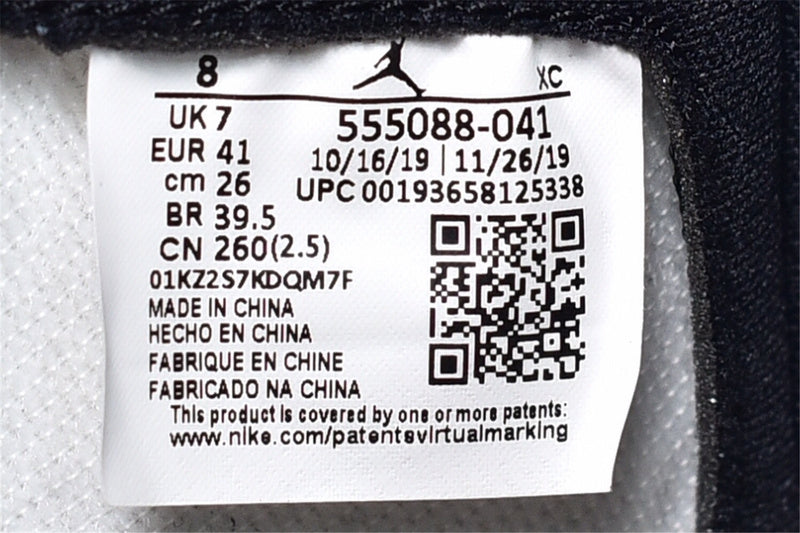 8 XC
UK 7
555088-041
EUR 41
10/16/19 | 11/26/19
cm 26
UPC 00193658125338
BR 39.5
CN 260(2.5)
01KZ2S7KDQM7F
MADE IN CHINA
HECHO EN CHINA
FABRIQUE EN CHINE
FABRICADO NA CHINA
This product is covered by one or more patents:
www.nike.com/patentsvirtualmarking